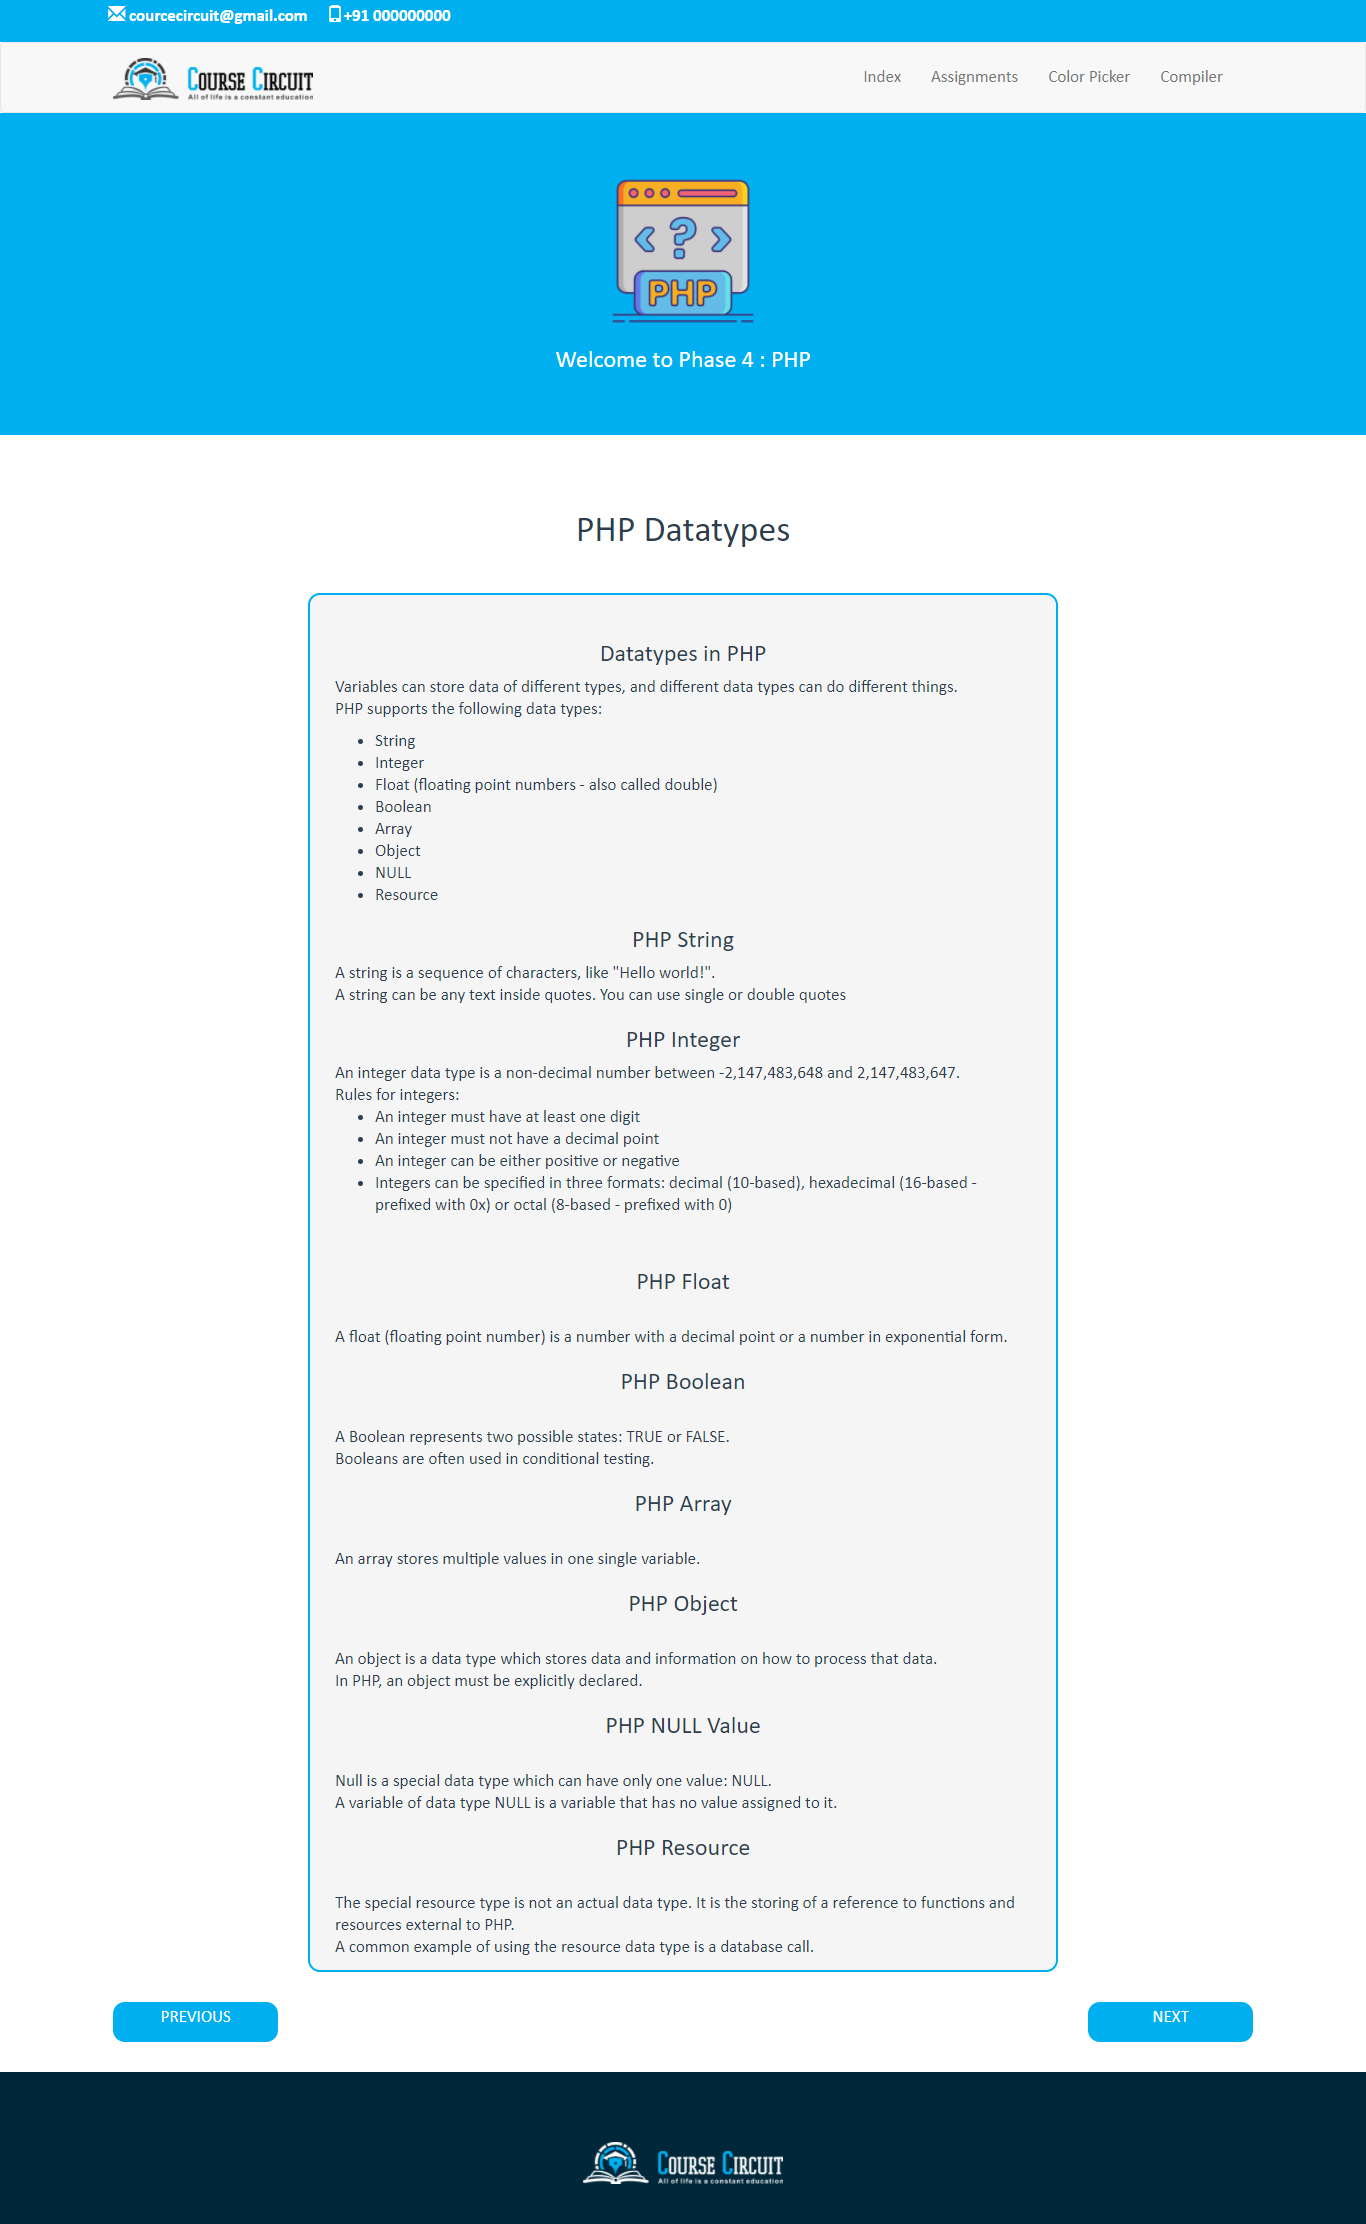 courcecircuit@gmail.com +91 000000000
COURSE CIRCUIT
All of life is a constant education
Index Assignments Color Picker Compiler
< ? >
PHP
Welcome to Phase 4 : PHP
PHP Datatypes
Datatypes in PHP
Variables can store data of different types, and different data types can do different things.
PHP supports the following data types:
• String
• Integer
• Float (floating point numbers - also called double)
• Boolean
• Array
• Object
• NULL
• Resource
PHP String
A string is a sequence of characters, like "Hello world!".
A string can be any text inside quotes. You can use single or double quotes
PHP Integer
An integer data type is a non-decimal number between -2,147,483,648 and 2,147,483,647.
Rules for integers:
• An integer must have at least one digit
• An integer must not have a decimal point
• An integer can be either positive or negative
• Integers can be specified in three formats: decimal (10-based), hexadecimal (16-based -
prefixed with 0x) or octal (8-based - prefixed with 0)
PHP Float
A float (floating point number) is a number with a decimal point or a number in exponential form.
PHP Boolean
A Boolean represents two possible states: TRUE or FALSE.
Booleans are often used in conditional testing.
PHP Array
An array stores multiple values in one single variable.
PHP Object
An object is a data type which stores data and information on how to process that data.
In PHP, an object must be explicitly declared.
PHP NULL Value
Null is a special data type which can have only one value: NULL.
A variable of data type NULL is a variable that has no value assigned to it.
PHP Resource
The special resource type is not an actual data type. It is the storing of a reference to functions and
resources external to PHP.
A common example of using the resource data type is a database call.
PREVIOUS NEXT
COURSE CIRCUIT
All of life is a constant education